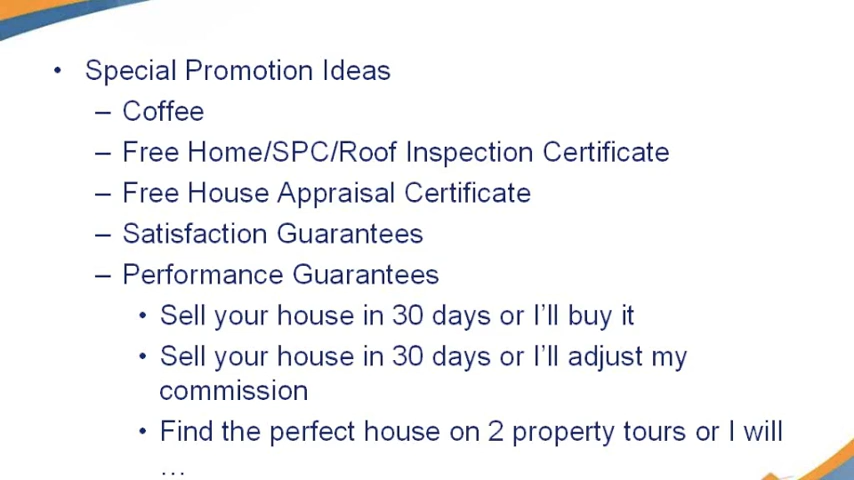 • Special Promotion Ideas
– Coffee
– Free Home/SPC/Roof Inspection Certificate
– Free House Appraisal Certificate
– Satisfaction Guarantees
– Performance Guarantees
• Sell your house in 30 days or I'll buy it
• Sell your house in 30 days or I'll adjust my
commission
• Find the perfect house on 2 property tours or I will
...